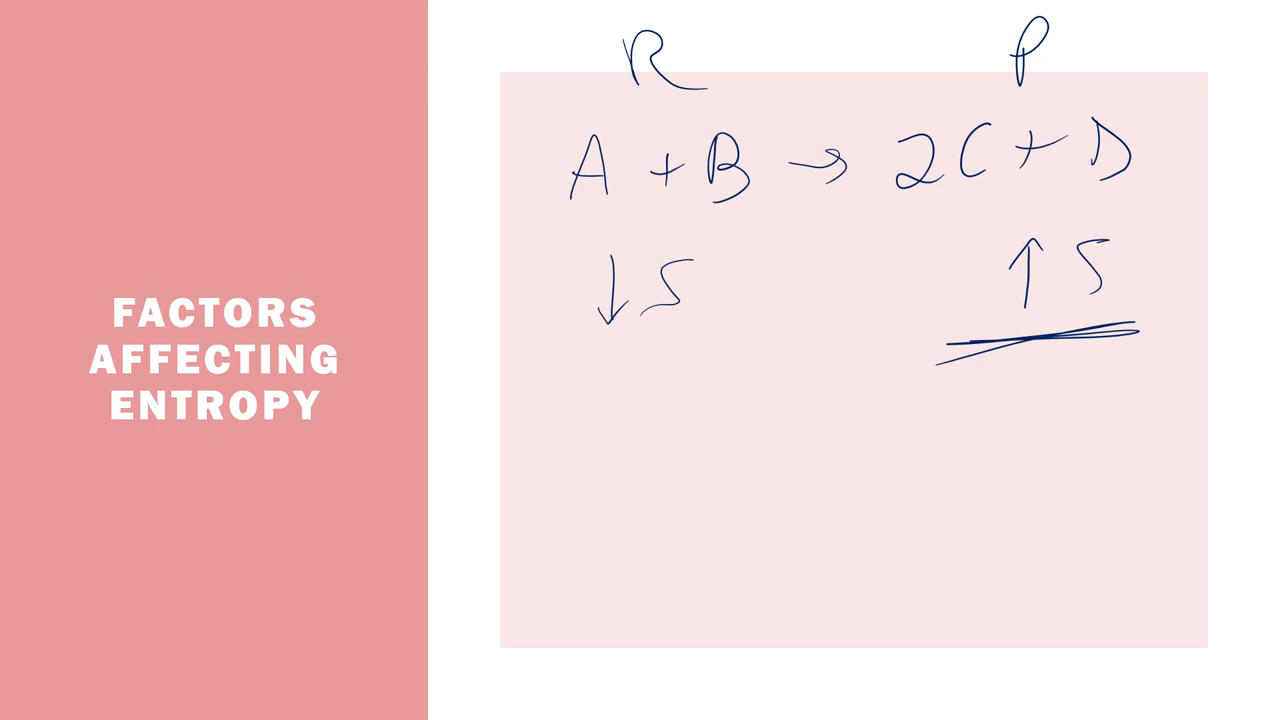 FACTORS
AFFECTING
ENTROPY
R P
A + B → 2C + D
↓ S ↑ S